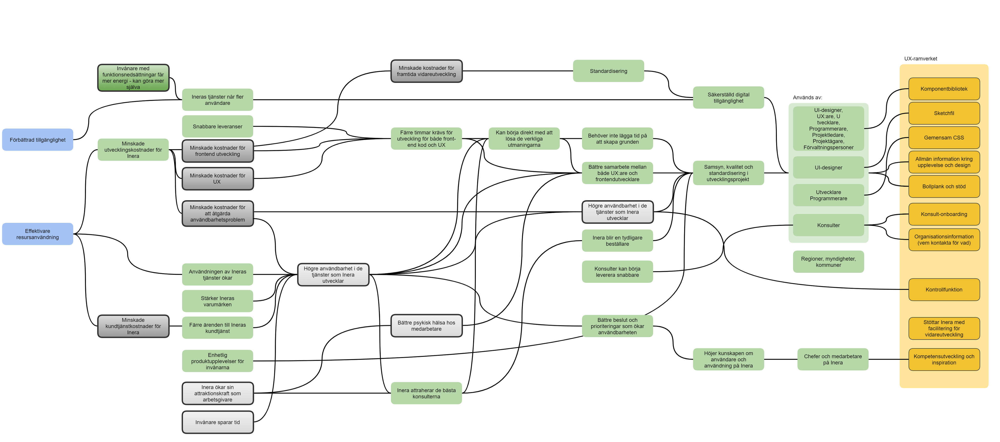 Förbättrad tillgänglighet
Effektivare
resursanvändning
Invånare med
funktionsnedsättningar får
mer energi - kan göra mer
själva
Minskade
utvecklingskostnader för
Inera
Minskade
kundtjänstkostnader för
Inera
Ineras tjänster når fler
användare
Snabbare leveranser
Minskade kostnader för
frontend utveckling
Minskade kostnader för
UX
Minskade kostnader för
att åtgärda
användbarhetsproblem
Användningen av Ineras
tjänster ökar
Stärker Ineras
varumärken
Färre ärenden till Ineras
kundtjänst
Enhetlig
produktupplevelser för
invånarna
Inera ökar sin
attraktionskraft som
arbetsgivare
Invånare sparar tid
Högre användbarhet i de
tjänster som Inera
utvecklar
Minskade kostnader för
framtida vidareutveckling
Färre timmar krävs för
utveckling för både front-
end kod och UX
Bättre psykisk hälsa hos
medarbetare
Inera attraherar de bästa
konsulterna
Kan börja direkt med att
lösa de verkliga
utmaningarna
Standardisering
Behöver inte lägga tid på
att skapa grunden
Bättre samarbete mellan
både UX:are och
frontendutvecklare
Högre användbarhet i de
tjänster som Inera
utvecklar
Inera blir en tydligare
beställare
Konsulter kan börja
leverera snabbare
Bättre beslut och
prioriteringar som ökar
användbarheten
Säkerställd digital
tillgänglighet
Samsyn, kvalitet och
standardisering i
utvecklingsprojekt
Höjer kunskapen om
användare och
användning på Inera
Används av:
UI-designer,
UX:are, U
tvecklare,
Programmerare,
Projektledare,
Projektägare,
Förvaltningspersoner
UI-designer
Utvecklare
Programmerare
Konsulter
Regioner, myndigheter,
kommuner
Chefer och medarbetare
på Inera
UX-ramverket
Komponentbibliotek
Sketchfil
Gemensam CSS
Allmän information kring
upplevelse och design
Bollplank och stöd
Konsult-onboarding
Organisationsinformation
(vem kontakta för vad)
Kontrollfunktion
Stöttar Inera med
facilitering för
vidareutveckling
Kompetensutveckling och
inspiration